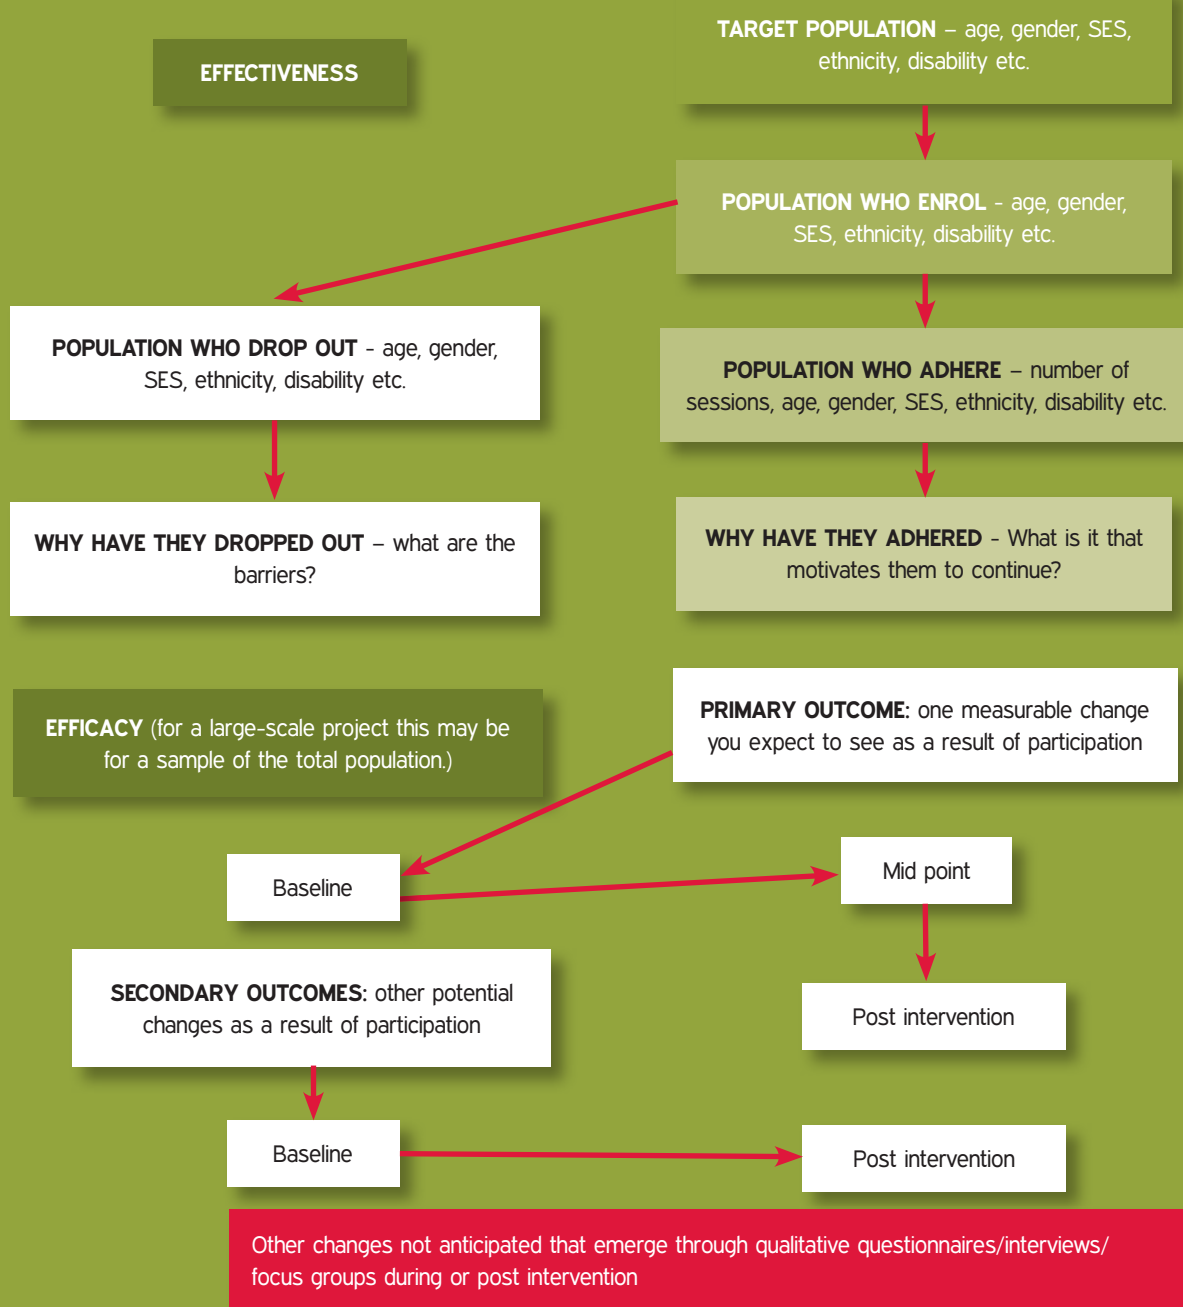 EFFECTIVENESS
TARGET POPULATION – age, gender, SES,
ethnicity, disability etc.
POPULATION WHO ENROL - age, gender,
SES, ethnicity, disability etc.
POPULATION WHO DROP OUT - age, gender,
SES, ethnicity, disability etc.
POPULATION WHO ADHERE – number of
sessions, age, gender, SES, ethnicity, disability etc.
WHY HAVE THEY DROPPED OUT – what are the
barriers?
WHY HAVE THEY ADHERED - What is it that
motivates them to continue?
EFFICACY (for a large-scale project this may be
for a sample of the total population.)
PRIMARY OUTCOME: one measurable change
you expect to see as a result of participation
Baseline
Mid point
SECONDARY OUTCOMES: other potential
changes as a result of participation
Post intervention
Baseline
Post intervention
Other changes not anticipated that emerge through qualitative questionnaires/interviews/
focus groups during or post intervention